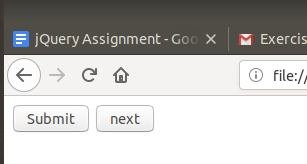 jQuery Assignment - Goo
Exercis
file://
Submit
next